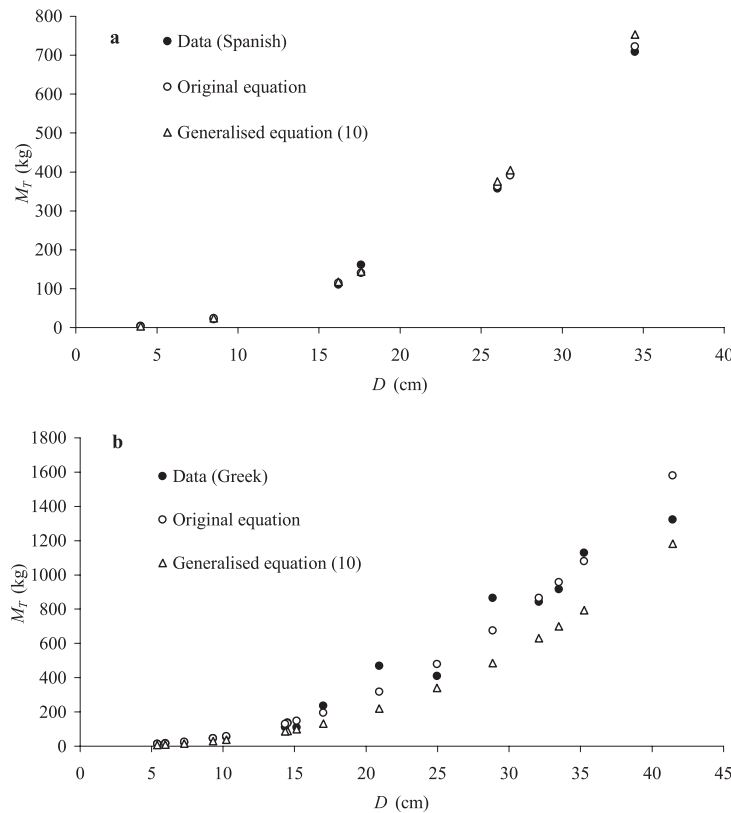 a
Data (Spanish)
Original equation
Generalised equation (10)
M_T (kg)
800
700
600
500
400
300
200
100
0
0 5 10 15 20 25 30 35 40
D (cm)
b
Data (Greek)
Original equation
Generalised equation (10)
M_T (kg)
1800
1600
1400
1200
1000
800
600
400
200
0
0 5 10 15 20 25 30 35 40 45
D (cm)